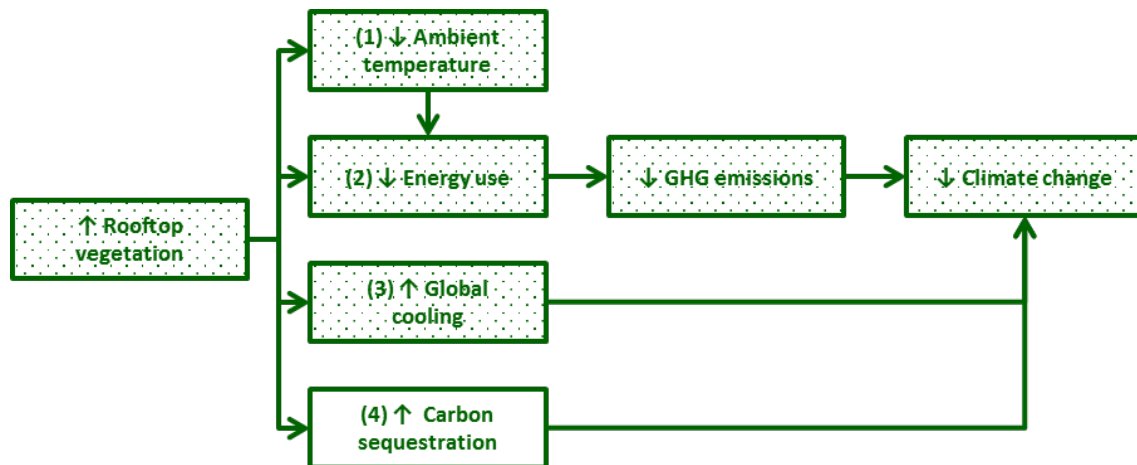 (1) ↓ Ambient
temperature
(2) ↓ Energy use
↓ GHG emissions
↓ Climate change
↑ Rooftop
vegetation
(3) ↑ Global
cooling
(4) ↑ Carbon
sequestration